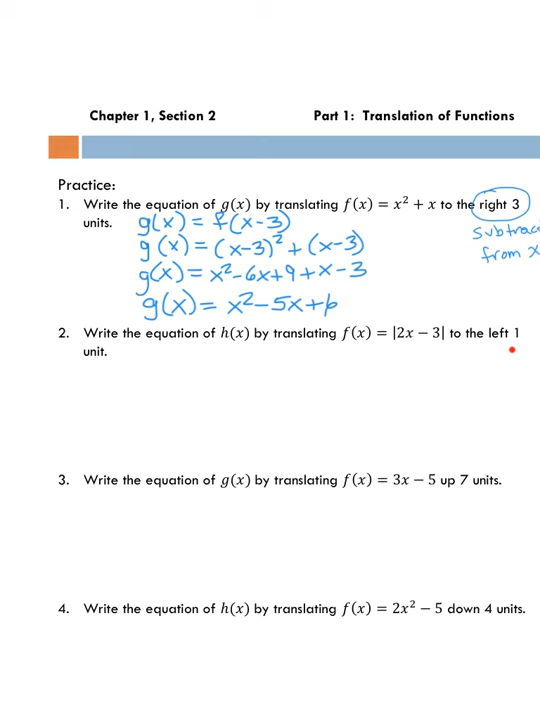 Chapter 1, Section 2 Part 1: Translation of Functions
Practice:
1. Write the equation of g(x) by translating f(x) = x² + x to the right 3
units.
g(x) = f(x-3)
subtrac
from x
g(x) = (x-3)² + (x-3)
g(x) = x² - 6x + 9 + x - 3
g(x) = x² - 5x + 6
2. Write the equation of h(x) by translating f(x) = |2x − 3| to the left 1
unit.
3. Write the equation of g(x) by translating f(x) = 3x − 5 up 7 units.
4. Write the equation of h(x) by translating f(x) = 2x² − 5 down 4 units.